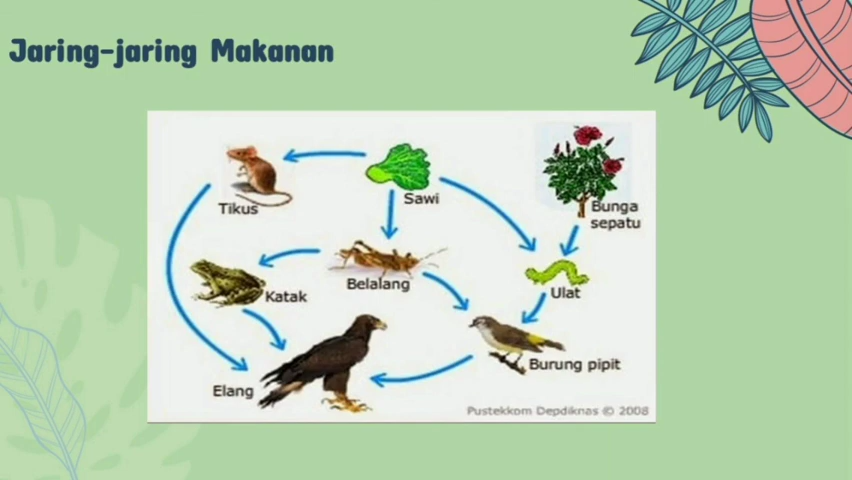 Jaring-jaring Makanan
Tikus
Sawi
Bunga
sepatu
Katak
Belalang
Ulat
Elang
Burung pipit
Pustekkom Depdiknas © 2008